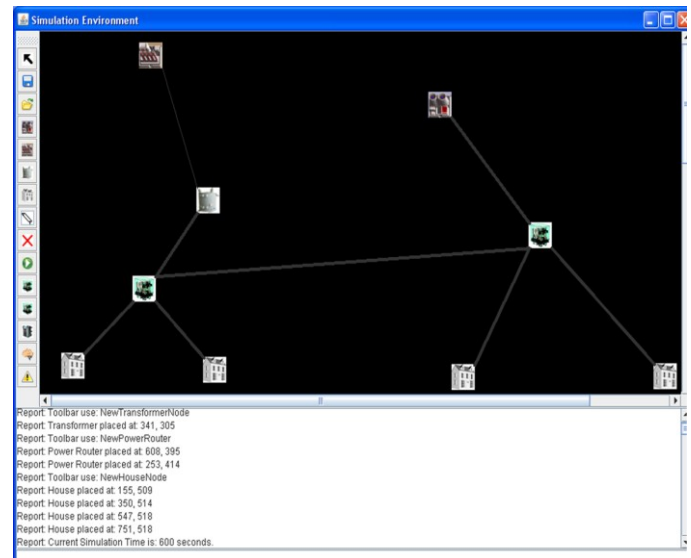 Simulation Environment
Report: Toolbar use: NewTransformerNode
Report: Transformer placed at: 341, 305
Report: Toolbar use: NewPowerRouter
Report: Power Router placed at: 608, 395
Report: Power Router placed at: 253, 414
Report: Toolbar use: NewHouseNode
Report: House placed at: 155, 509
Report: House placed at: 350, 514
Report: House placed at: 547, 518
Report: House placed at: 751, 518
Report: Current Simulation Time is: 600 seconds.